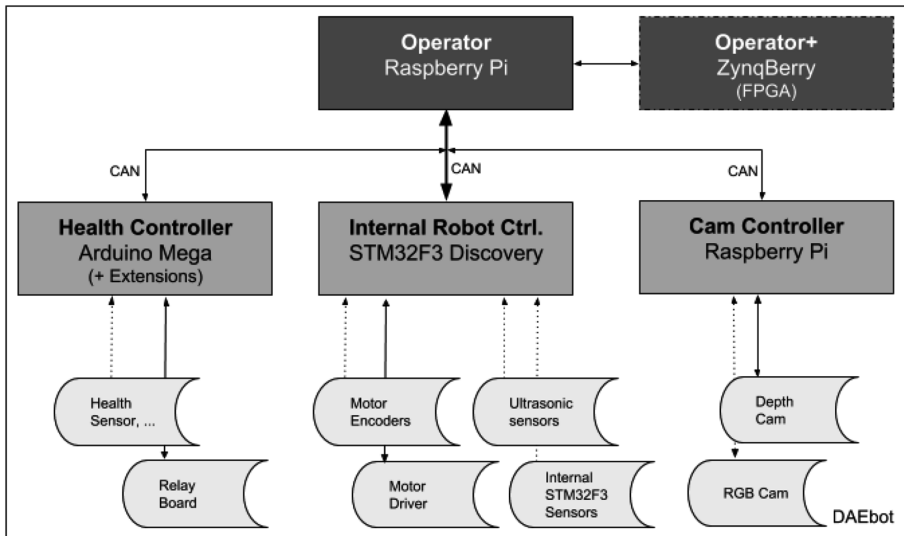 Operator
Raspberry Pi
Operator+
ZynqBerry
(FPGA)
CAN
CAN
CAN
Health Controller
Arduino Mega
(+ Extensions)
Internal Robot Ctrl.
STM32F3 Discovery
Cam Controller
Raspberry Pi
Health
Sensor, ...
Motor
Encoders
Ultrasonic
sensors
Depth
Cam
Relay
Board
Motor
Driver
Internal
STM32F3
Sensors
RGB Cam
DAEbot